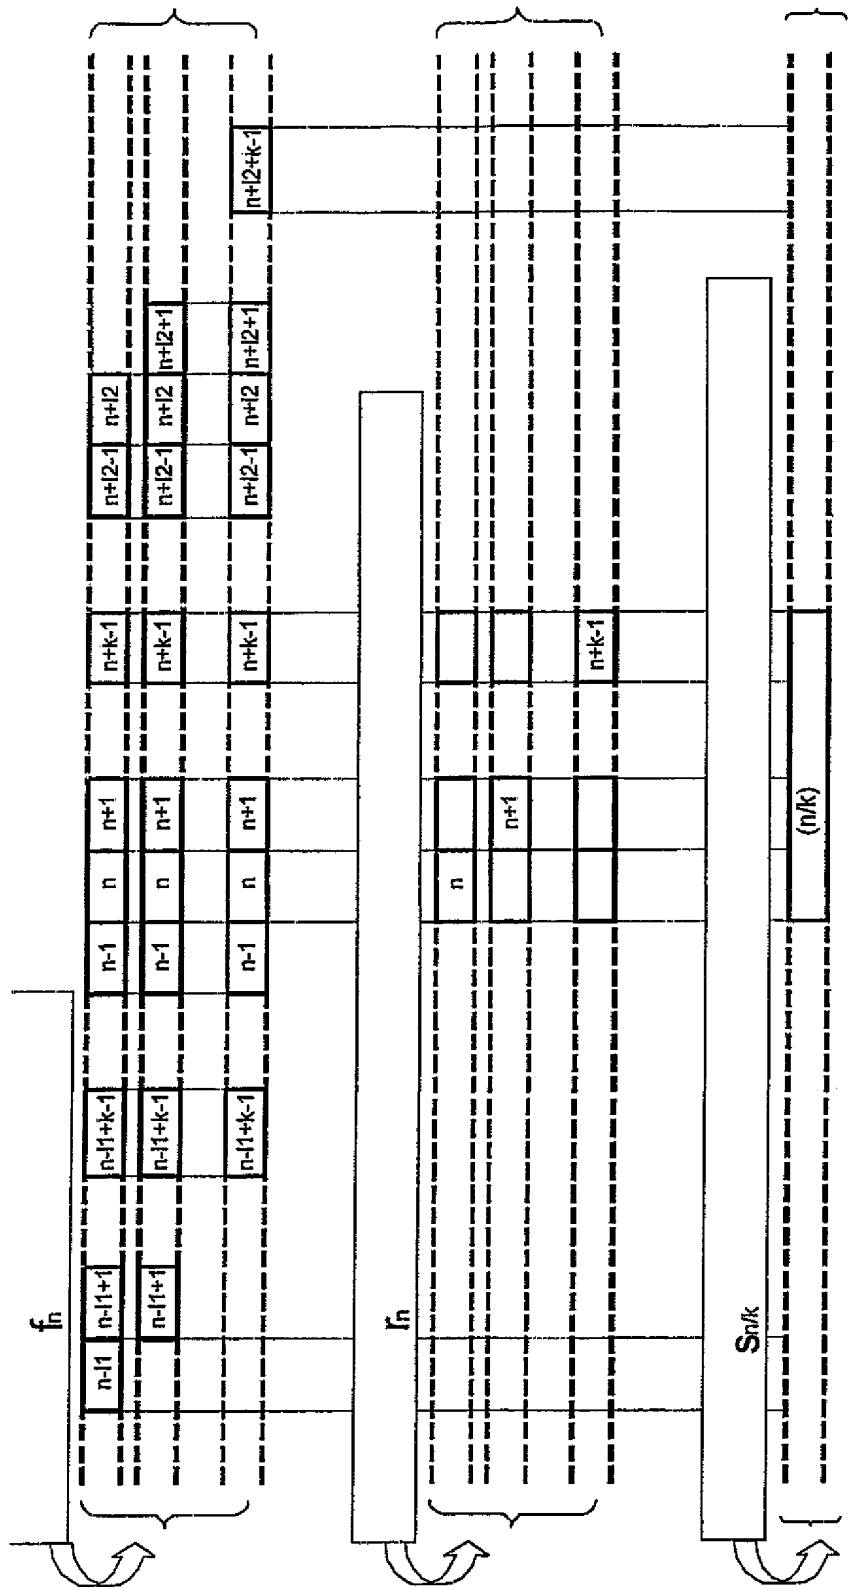 fn
n-l1 n-l1+1 n-l1+k-1 n-1 n n+1 n+k-1 n+l2-1 n+l2
n-l1+1 n-l1+k-1 n-1 n n+1 n+k-1 n+l2-1 n+l2 n+l2+1
n-l1+k-1 n-1 n n+1 n+k-1 n+l2-1 n+l2 n+l2+1 n+l2+k-1
rn
n
n+1
n+k-1
Sn/k
(n/k)